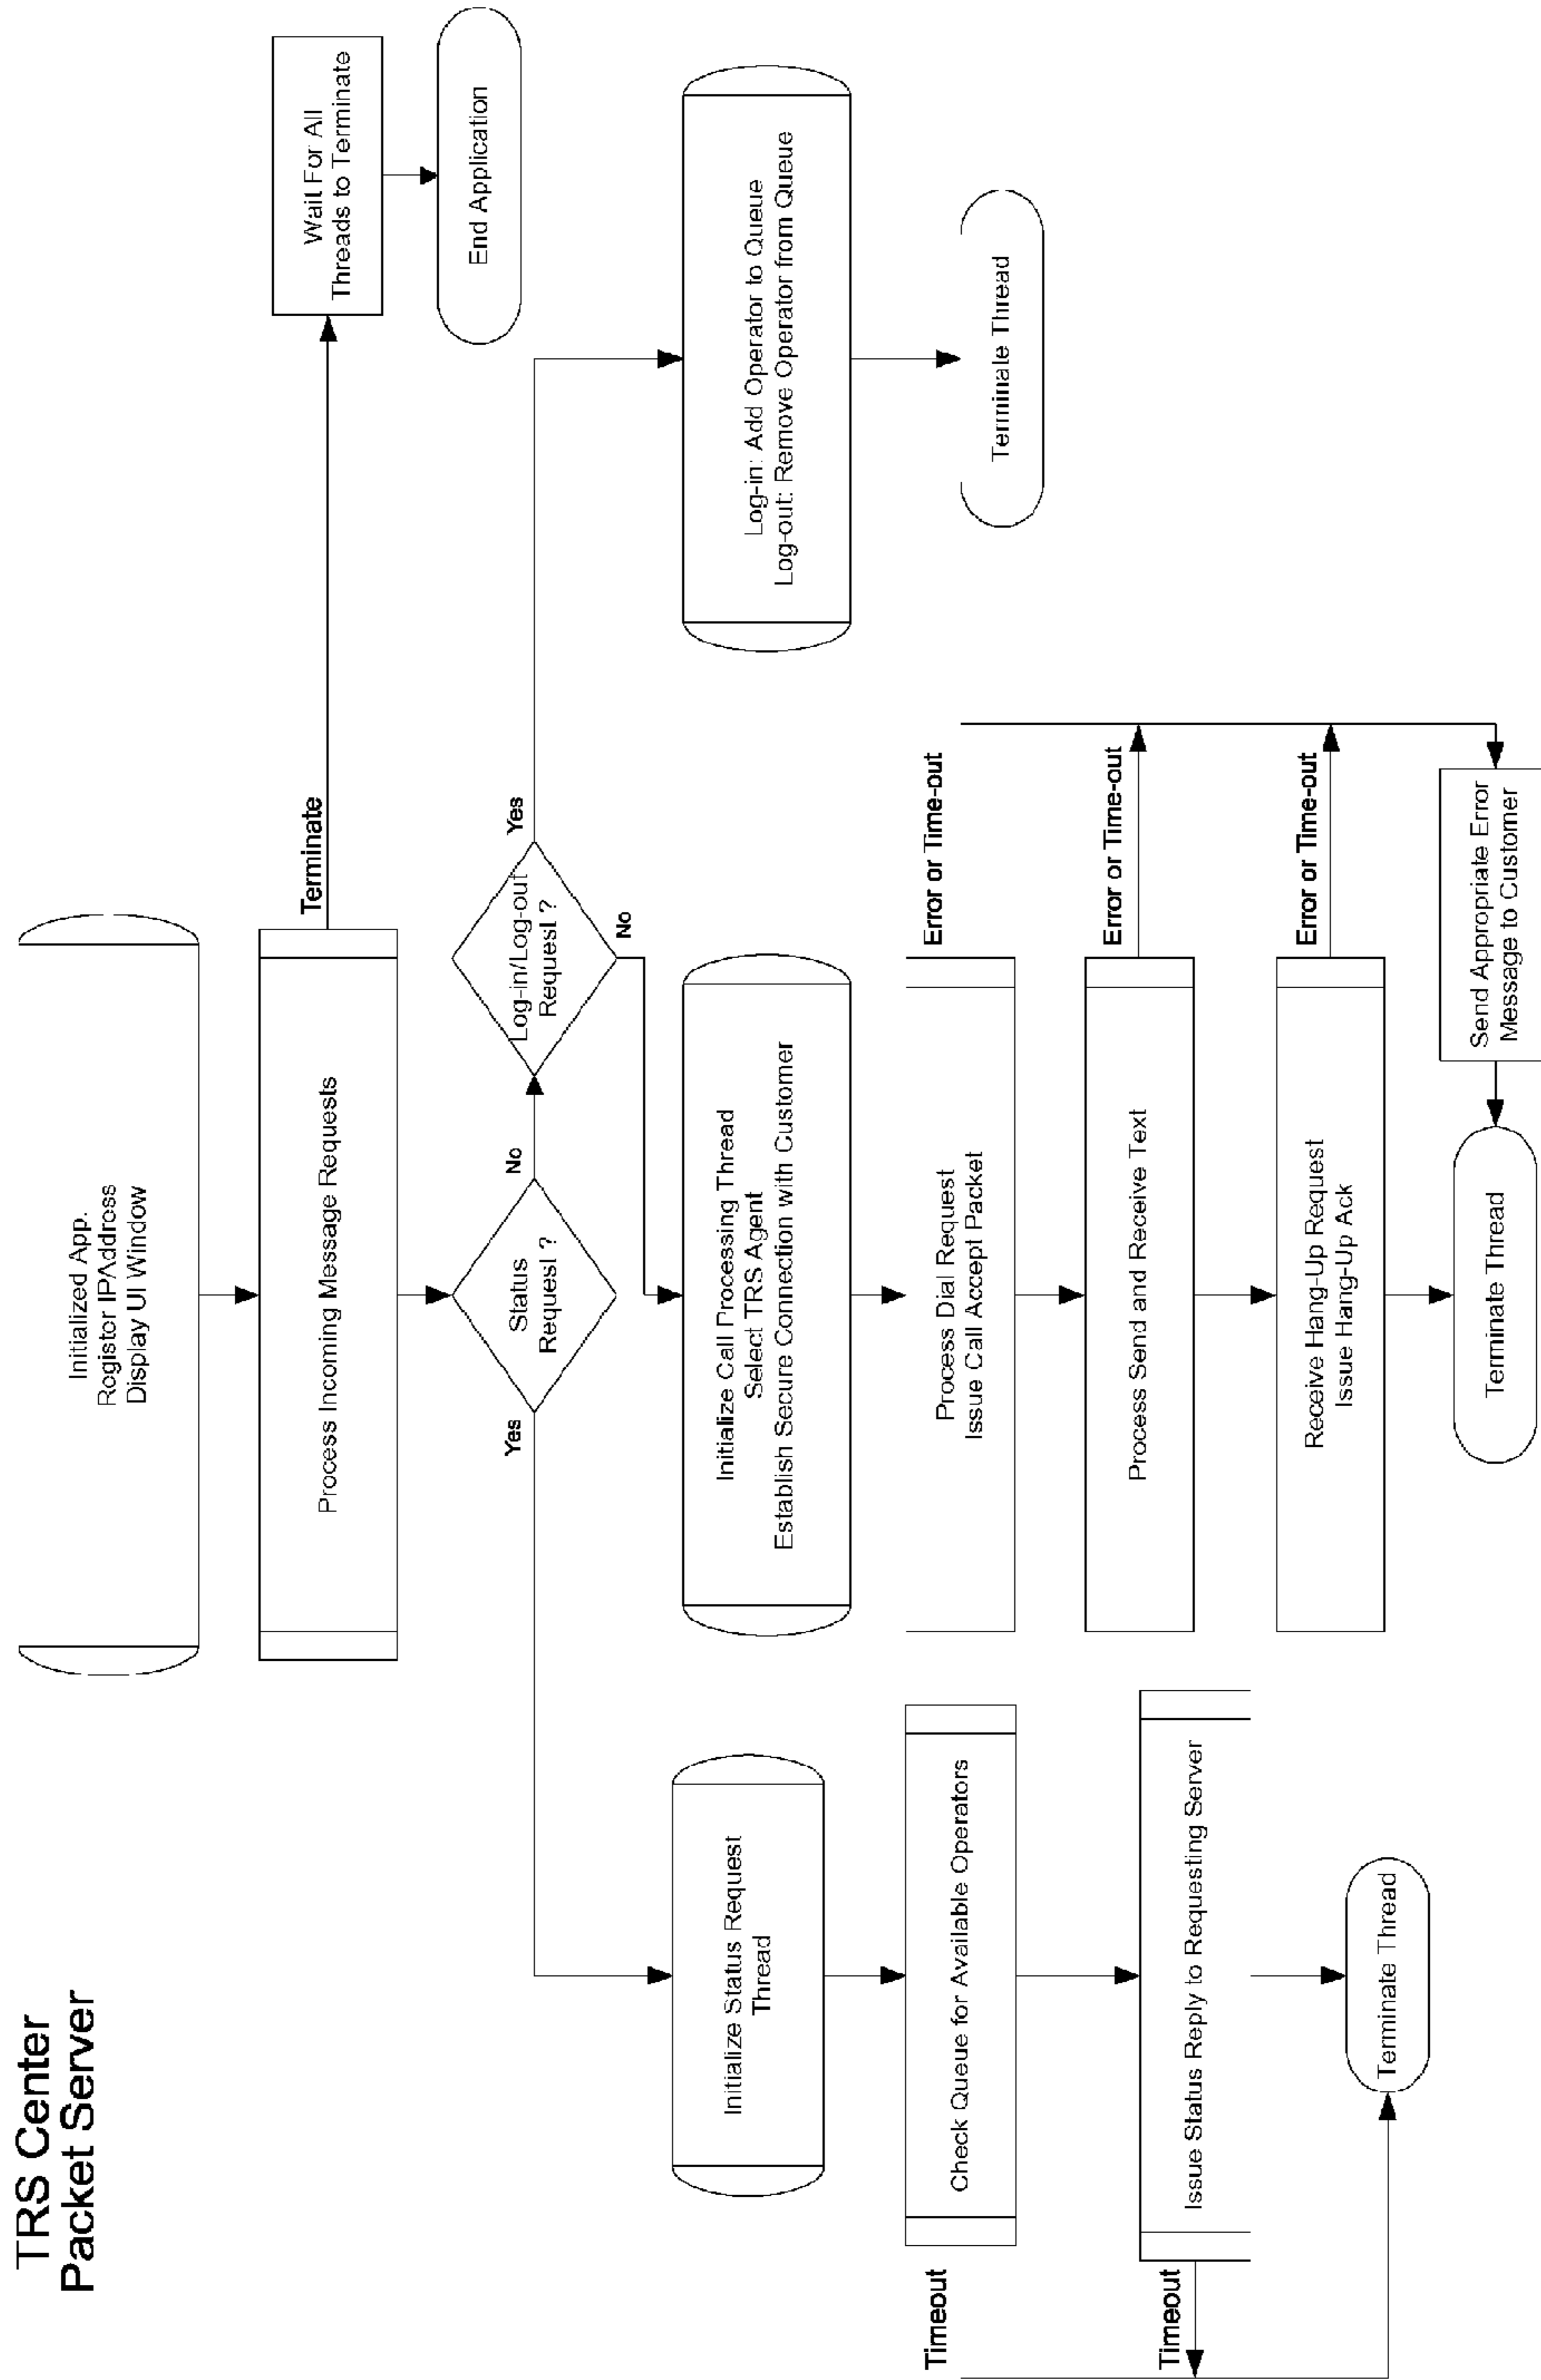 TRS Center
Packet Server
Initialized App.
Rogistor IPAddross
Display UI Window
Process Incoming Message Requests
Terminate
Wait For All
Threads to Terminate
End Application
Status
Request ?
Yes
No
Log-in/Log-out
Request ?
Yes
No
Initialize Status Request
Thread
Initialize Call Processing Thread
Select TRS Agent
Establish Secure Connection with Customer
Log-in: Add Operator to Queue
Log-out: Remove Operator from Queue
Timeout
Check Queue for Available Operators
Process Dial Request
Issue Call Accept Packet
Error or Time-out
Terminate Thread
Timeout
Issue Status Reply to Requesting Server
Process Send and Receive Text
Error or Time-out
Receive Hang-Up Request
Issue Hang-Up Ack
Error or Time-out
Terminate Thread
Terminate Thread
Send Appropriate Error
Message to Customer